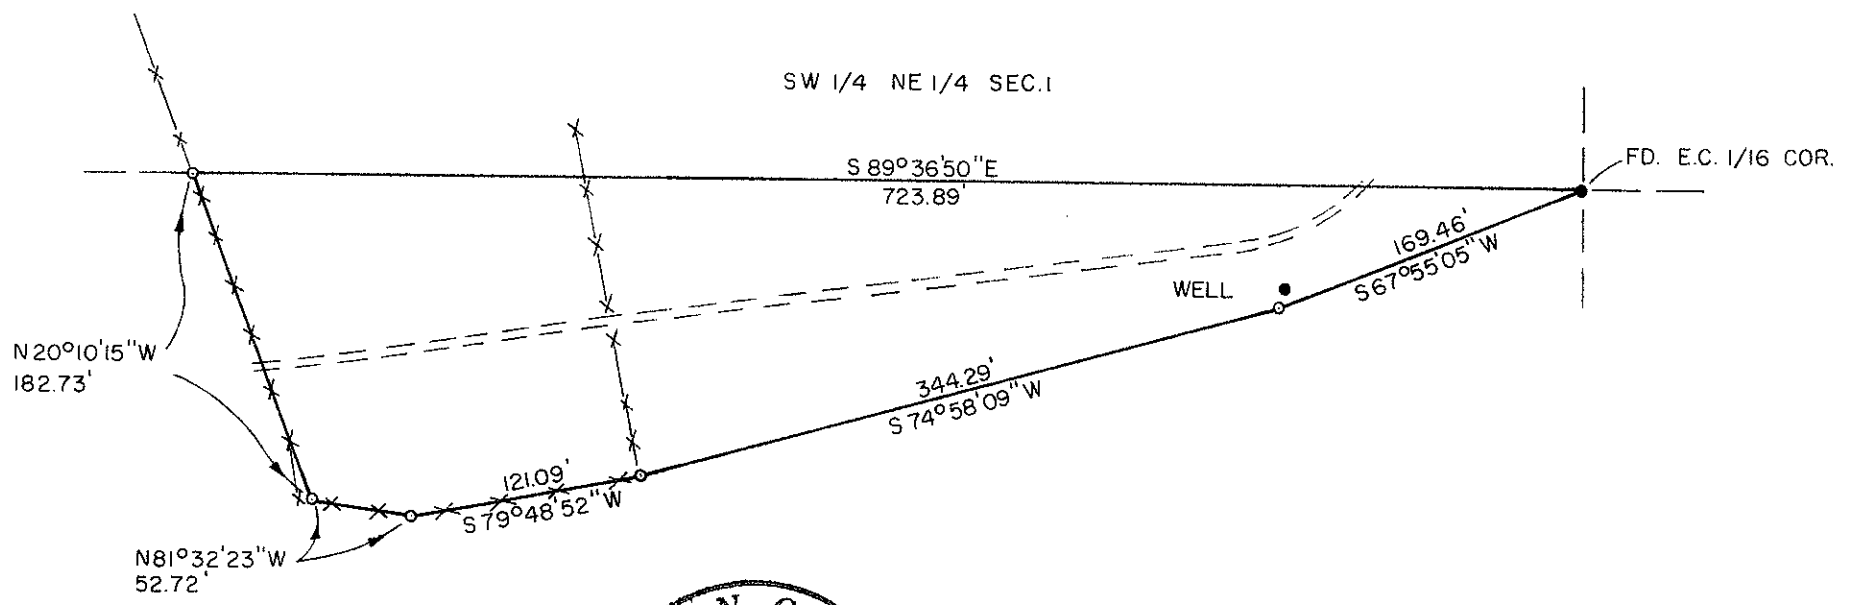 SW 1/4 NE 1/4 SEC.1
S 89°36'50"E
723.89'
FD. E.C. 1/16 COR.
169.46'
S 67°55'05" W
WELL
N 20°10'15"W
182.73'
344.29'
S 74°58'09" W
121.09'
S 79°48'52" W
N81°32'23"W
52.72'